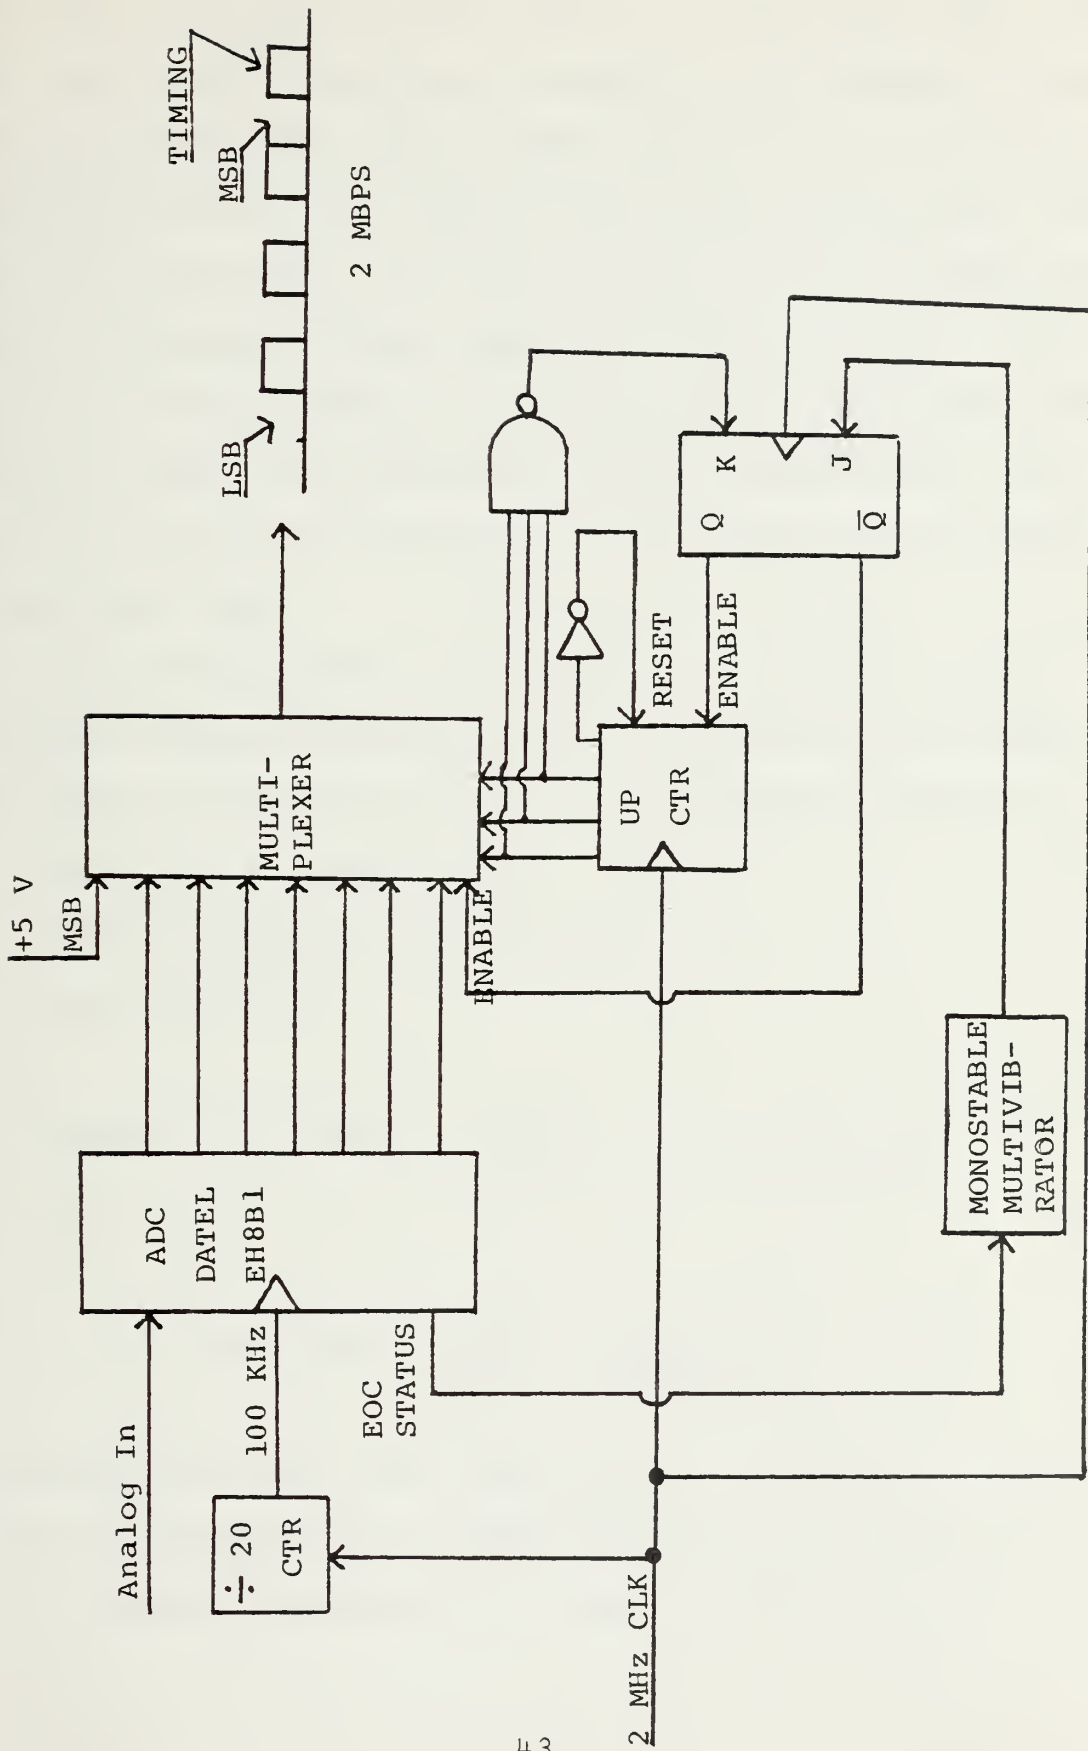 Analog In
÷ 20
CTR
100 KHz
2 MHz CLK
ADC
DATEL
EH8B1
EOC
STATUS
+5 V
MSB
MULTI-
PLEXER
ENABLE
UP
CTR
RESET
ENABLE
Q
K
J
Q̅
MONOSTABLE
MULTIVIB-
RATOR
LSB
MSB
TIMING
2 MBPS
43